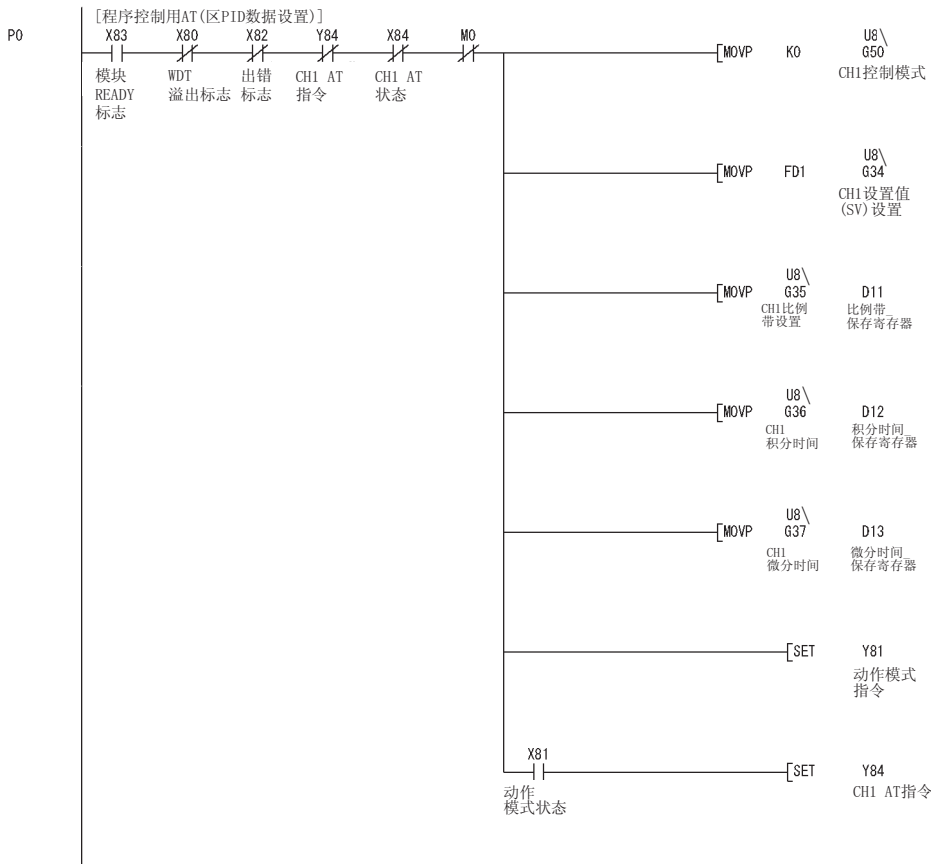 [程序控制用AT(区PID数据设置)]
P0 X83 X80 X82 Y84 X84 M0
模块
READY
标志
WDT
溢出标志
出错
标志
CH1 AT
指令
CH1 AT
状态
[MOVP K0 U8\
G50
CH1控制模式
[MOVP FD1 U8\
G34
CH1设置值
(SV)设置
[MOVP U8\
G35 D11
CH1比例
带设置
比例带_
保存寄存器
[MOVP U8\
G36 D12
CH1
积分时间
积分时间_
保存寄存器
[MOVP U8\
G37 D13
CH1
微分时间
微分时间_
保存寄存器
[SET Y81
动作模式
指令
X81
动作
模式状态
[SET Y84
CH1 AT指令